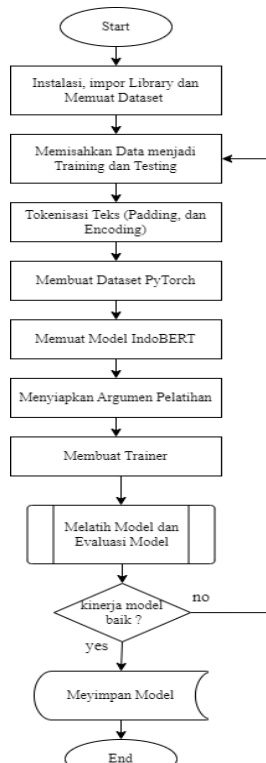 Start
Instalasi, impor Library dan
Memuat Dataset
Memisahkan Data menjadi
Training dan Testing
Tokenisasi Teks (Padding, dan
Encoding)
Membuat Dataset PyTorch
Memuat Model IndoBERT
Menyiapkan Argumen Pelatihan
Membuat Trainer
Melatih Model dan
Evaluasi Model
kinerja model
baik ?
no
yes
Meyimpan Model
End